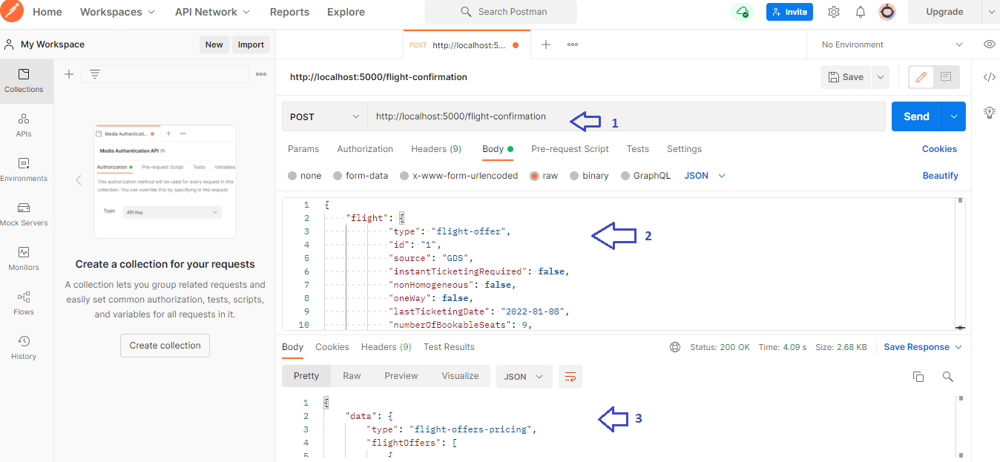 Home Workspaces API Network Reports Explore Search Postman Invite Upgrade
My Workspace New Import POST http://localhost:5... No Environment
http://localhost:5000/flight-confirmation Save
POST http://localhost:5000/flight-confirmation 1 Send
Params Authorization Headers (9) Body Pre-request Script Tests Settings Cookies
none form-data x-www-form-urlencoded raw binary GraphQL JSON Beautify
1 {
2 "flight": {
3 "type": "flight-offer", 2
4 "id": "1",
5 "source": "GDS",
6 "instantTicketingRequired": false,
7 "nonHomogeneous": false,
8 "oneWay": false,
9 "lastTicketingDate": "2022-01-08",
10 "numberOfBookableSeats": 9,
Body Cookies Headers (9) Test Results Status: 200 OK Time: 4.09 s Size: 2.68 KB Save Response
Pretty Raw Preview Visualize JSON
1 {
2 "data": { 3
3 "type": "flight-offers-pricing",
4 "flightOffers": [
5 {
Collections
APIs
Environments
Mock Servers
Monitors
Flows
History
Media Authenticati...
Media Authentication API
Authorization Pre-request Script Tests Variables
This authorization method will be used for every request in this
collection. You can override this by specifying in the request.
Type API Key
Create a collection for your requests
A collection lets you group related requests and
easily set common authorization, tests, scripts,
and variables for all requests in it.
Create collection